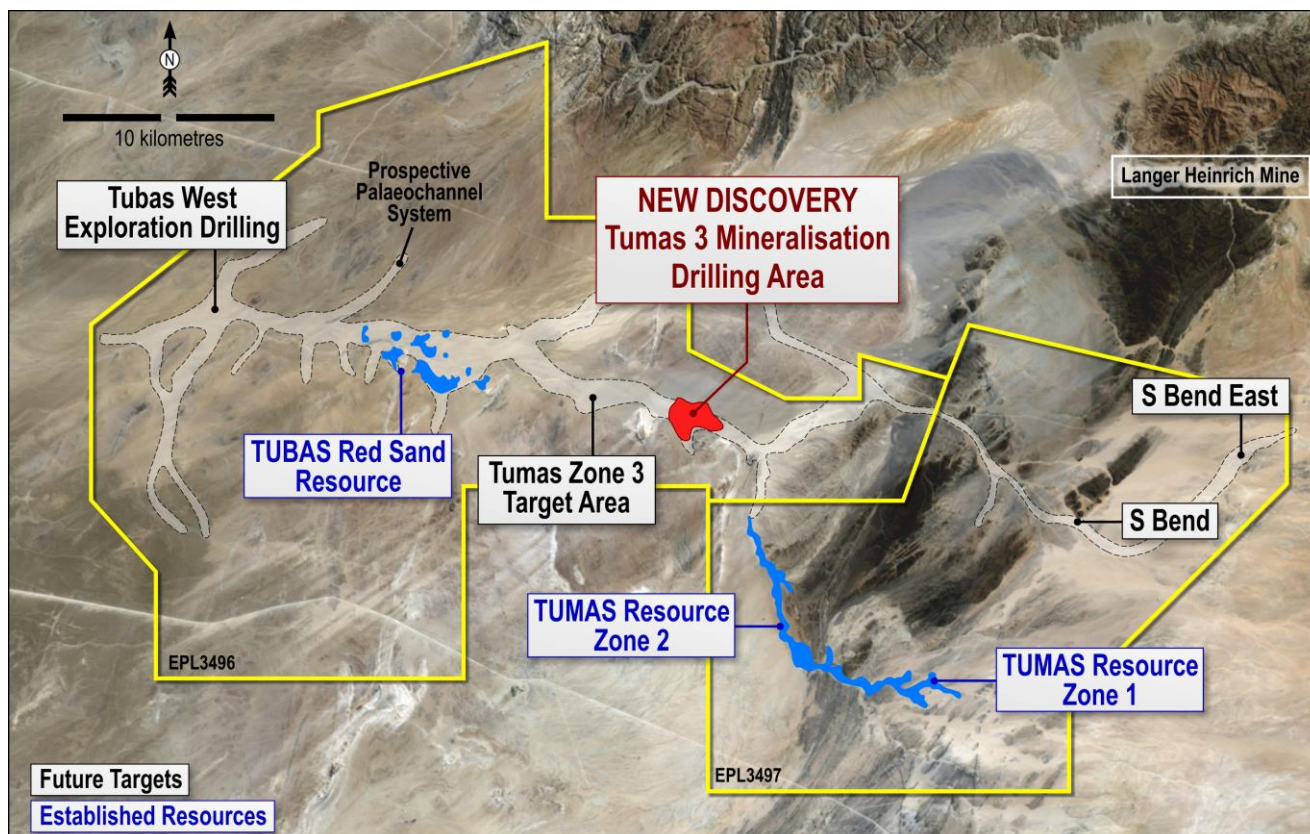 N
10 kilometres
Prospective
Palaeochannel
System
Tubas West
Exploration Drilling
NEW DISCOVERY
Tumas 3 Mineralisation
Drilling Area
Langer Heinrich Mine
S Bend East
TUBAS Red Sand
Resource
Tumas Zone 3
Target Area
S Bend
TUMAS Resource
Zone 2
TUMAS Resource
Zone 1
EPL3496
EPL3497
Future Targets
Established Resources